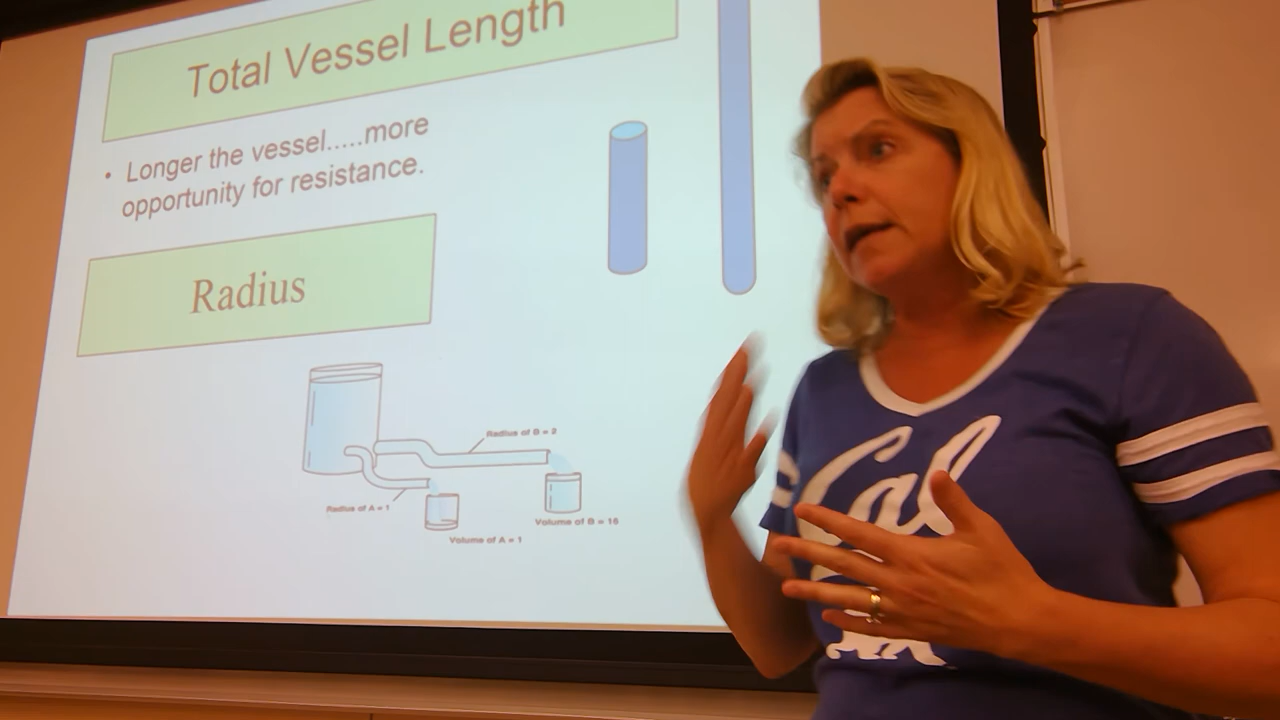 Total Vessel Length
• Longer the vessel.....more
opportunity for resistance.
Radius
Radius of B = 2
Radius of A = 1
Volume of B = 16
Volume of A = 1
Cal